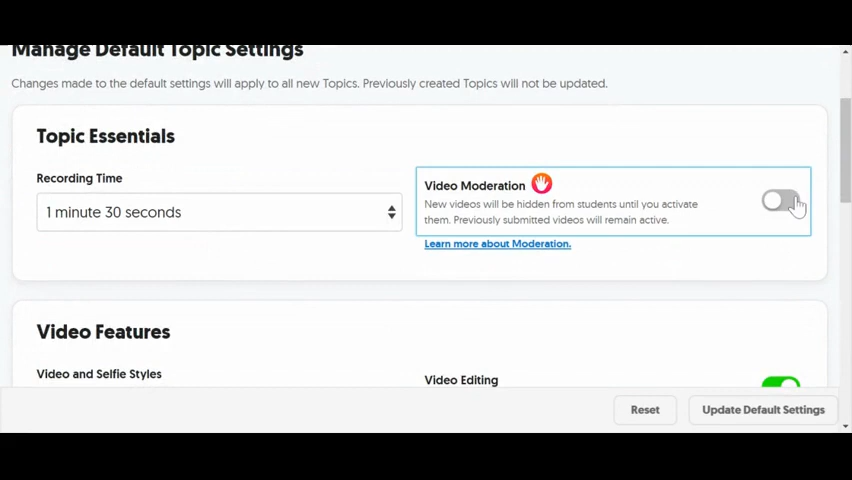 Manage Default Topic Settings
Changes made to the default settings will apply to all new Topics. Previously created Topics will not be updated.
Topic Essentials
Recording Time
1 minute 30 seconds
Video Moderation
New videos will be hidden from students until you activate
them. Previously submitted videos will remain active.
Learn more about Moderation.
Video Features
Video and Selfie Styles
Video Editing
Reset
Update Default Settings